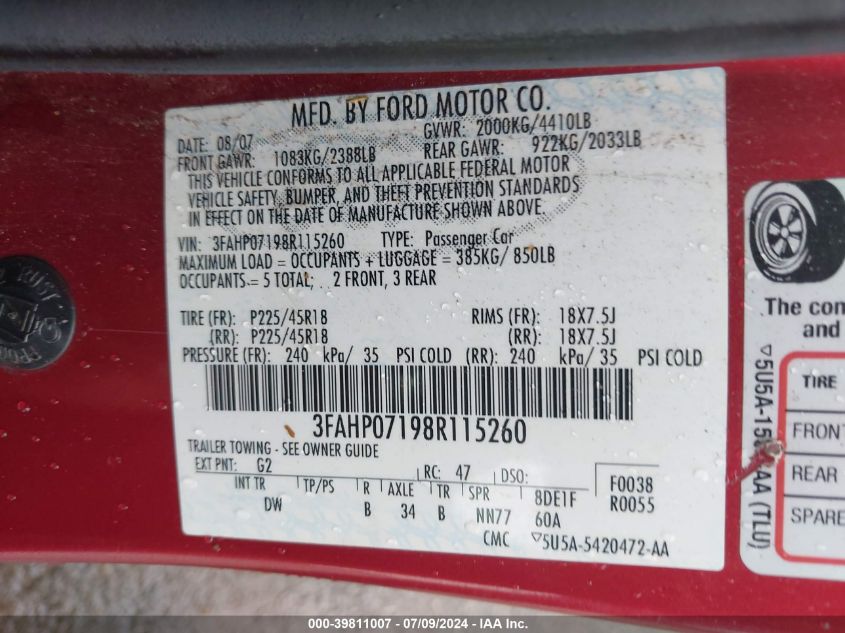 MFD. BY FORD MOTOR CO.
DATE: 08/07 GVWR: 2000KG/4410LB
FRONT GAWR: 1083KG/2388LB REAR GAWR: 922KG/2033LB
THIS VEHICLE CONFORMS TO ALL APPLICABLE FEDERAL MOTOR
VEHICLE SAFETY, BUMPER, AND THEFT PREVENTION STANDARDS
IN EFFECT ON THE DATE OF MANUFACTURE SHOWN ABOVE.
VIN: 3FAHP07198R115260 TYPE: Passenger Car
MAXIMUM LOAD = OCCUPANTS + LUGGAGE = 385KG/ 850LB
OCCUPANTS = 5 TOTAL; 2 FRONT, 3 REAR
TIRE (FR): P225/45R18 RIMS (FR): 18X7.5J
(RR): P225/45R18 (RR): 18X7.5J
PRESSURE (FR): 240 kPa/ 35 PSI COLD (RR): 240 kPa/ 35 PSI COLD
3FAHP07198R115260
TRAILER TOWING - SEE OWNER GUIDE
EXT PNT: G2 RC: 47 DSO: F0038
INT TR TP/PS R AXLE TR SPR 8DE1F R0055
DW B 34 B NN77 60A
CMC ▽5U5A-5420472-AA
The con
and
TIRE
FRONT
REAR
SPARE
AA (TLU)
RUST
000-39811007 - 07/09/2024 - IAA Inc.